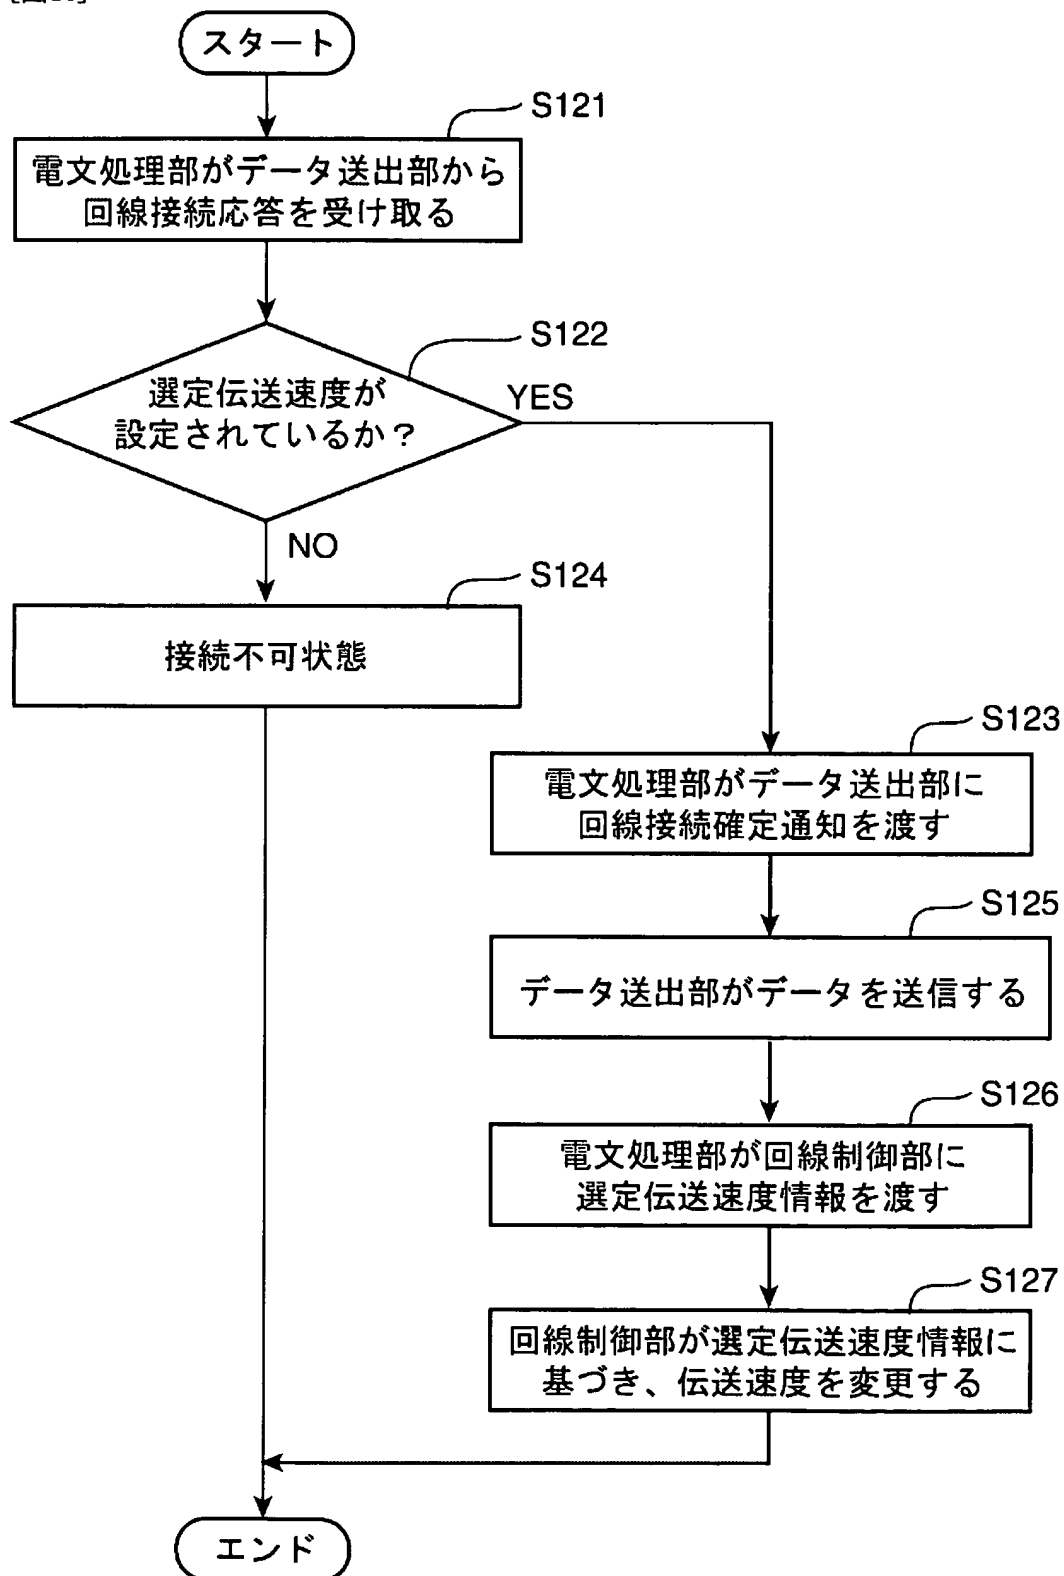 スタート
S121
電文処理部がデータ送出部から
回線接続応答を受け取る
S122
選定伝送速度が
設定されているか？
YES
NO
S124
接続不可状態
S123
電文処理部がデータ送出部に
回線接続確定通知を渡す
S125
データ送出部がデータを送信する
S126
電文処理部が回線制御部に
選定伝送速度情報を渡す
S127
回線制御部が選定伝送速度情報に
基づき、伝送速度を変更する
エンド